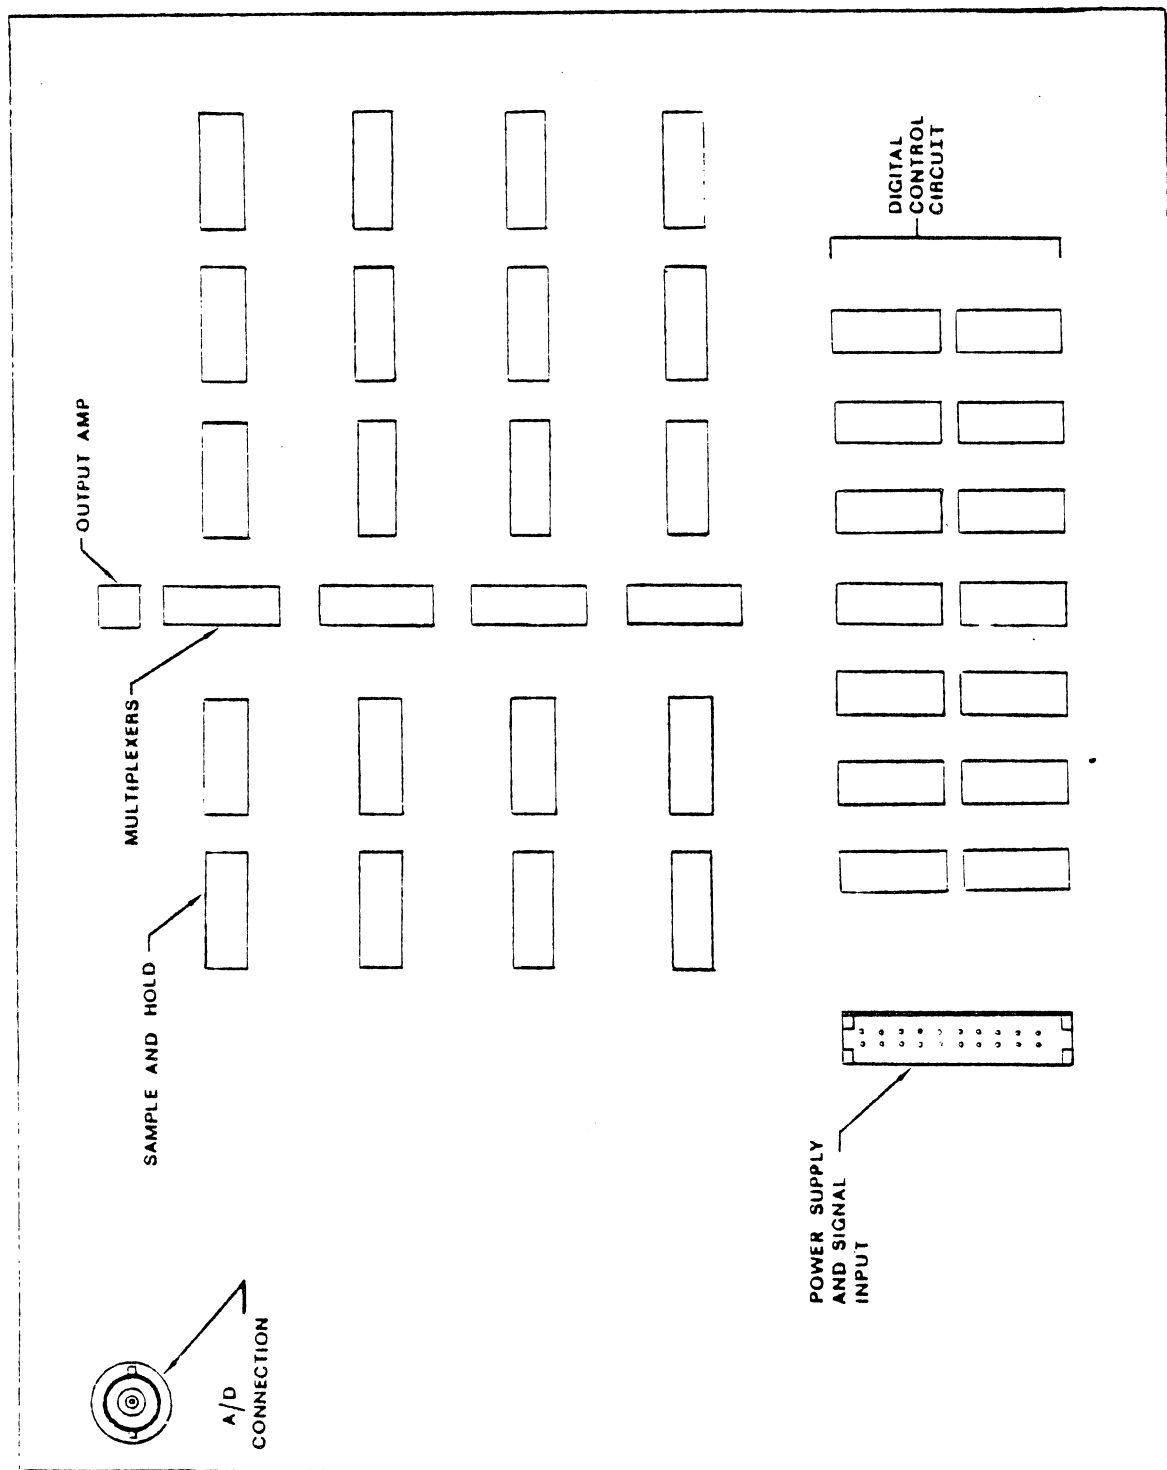 OUTPUT AMP
MULTIPLEXERS
SAMPLE AND HOLD
A/D
CONNECTION
DIGITAL
CONTROL
CIRCUIT
POWER SUPPLY
AND SIGNAL
INPUT